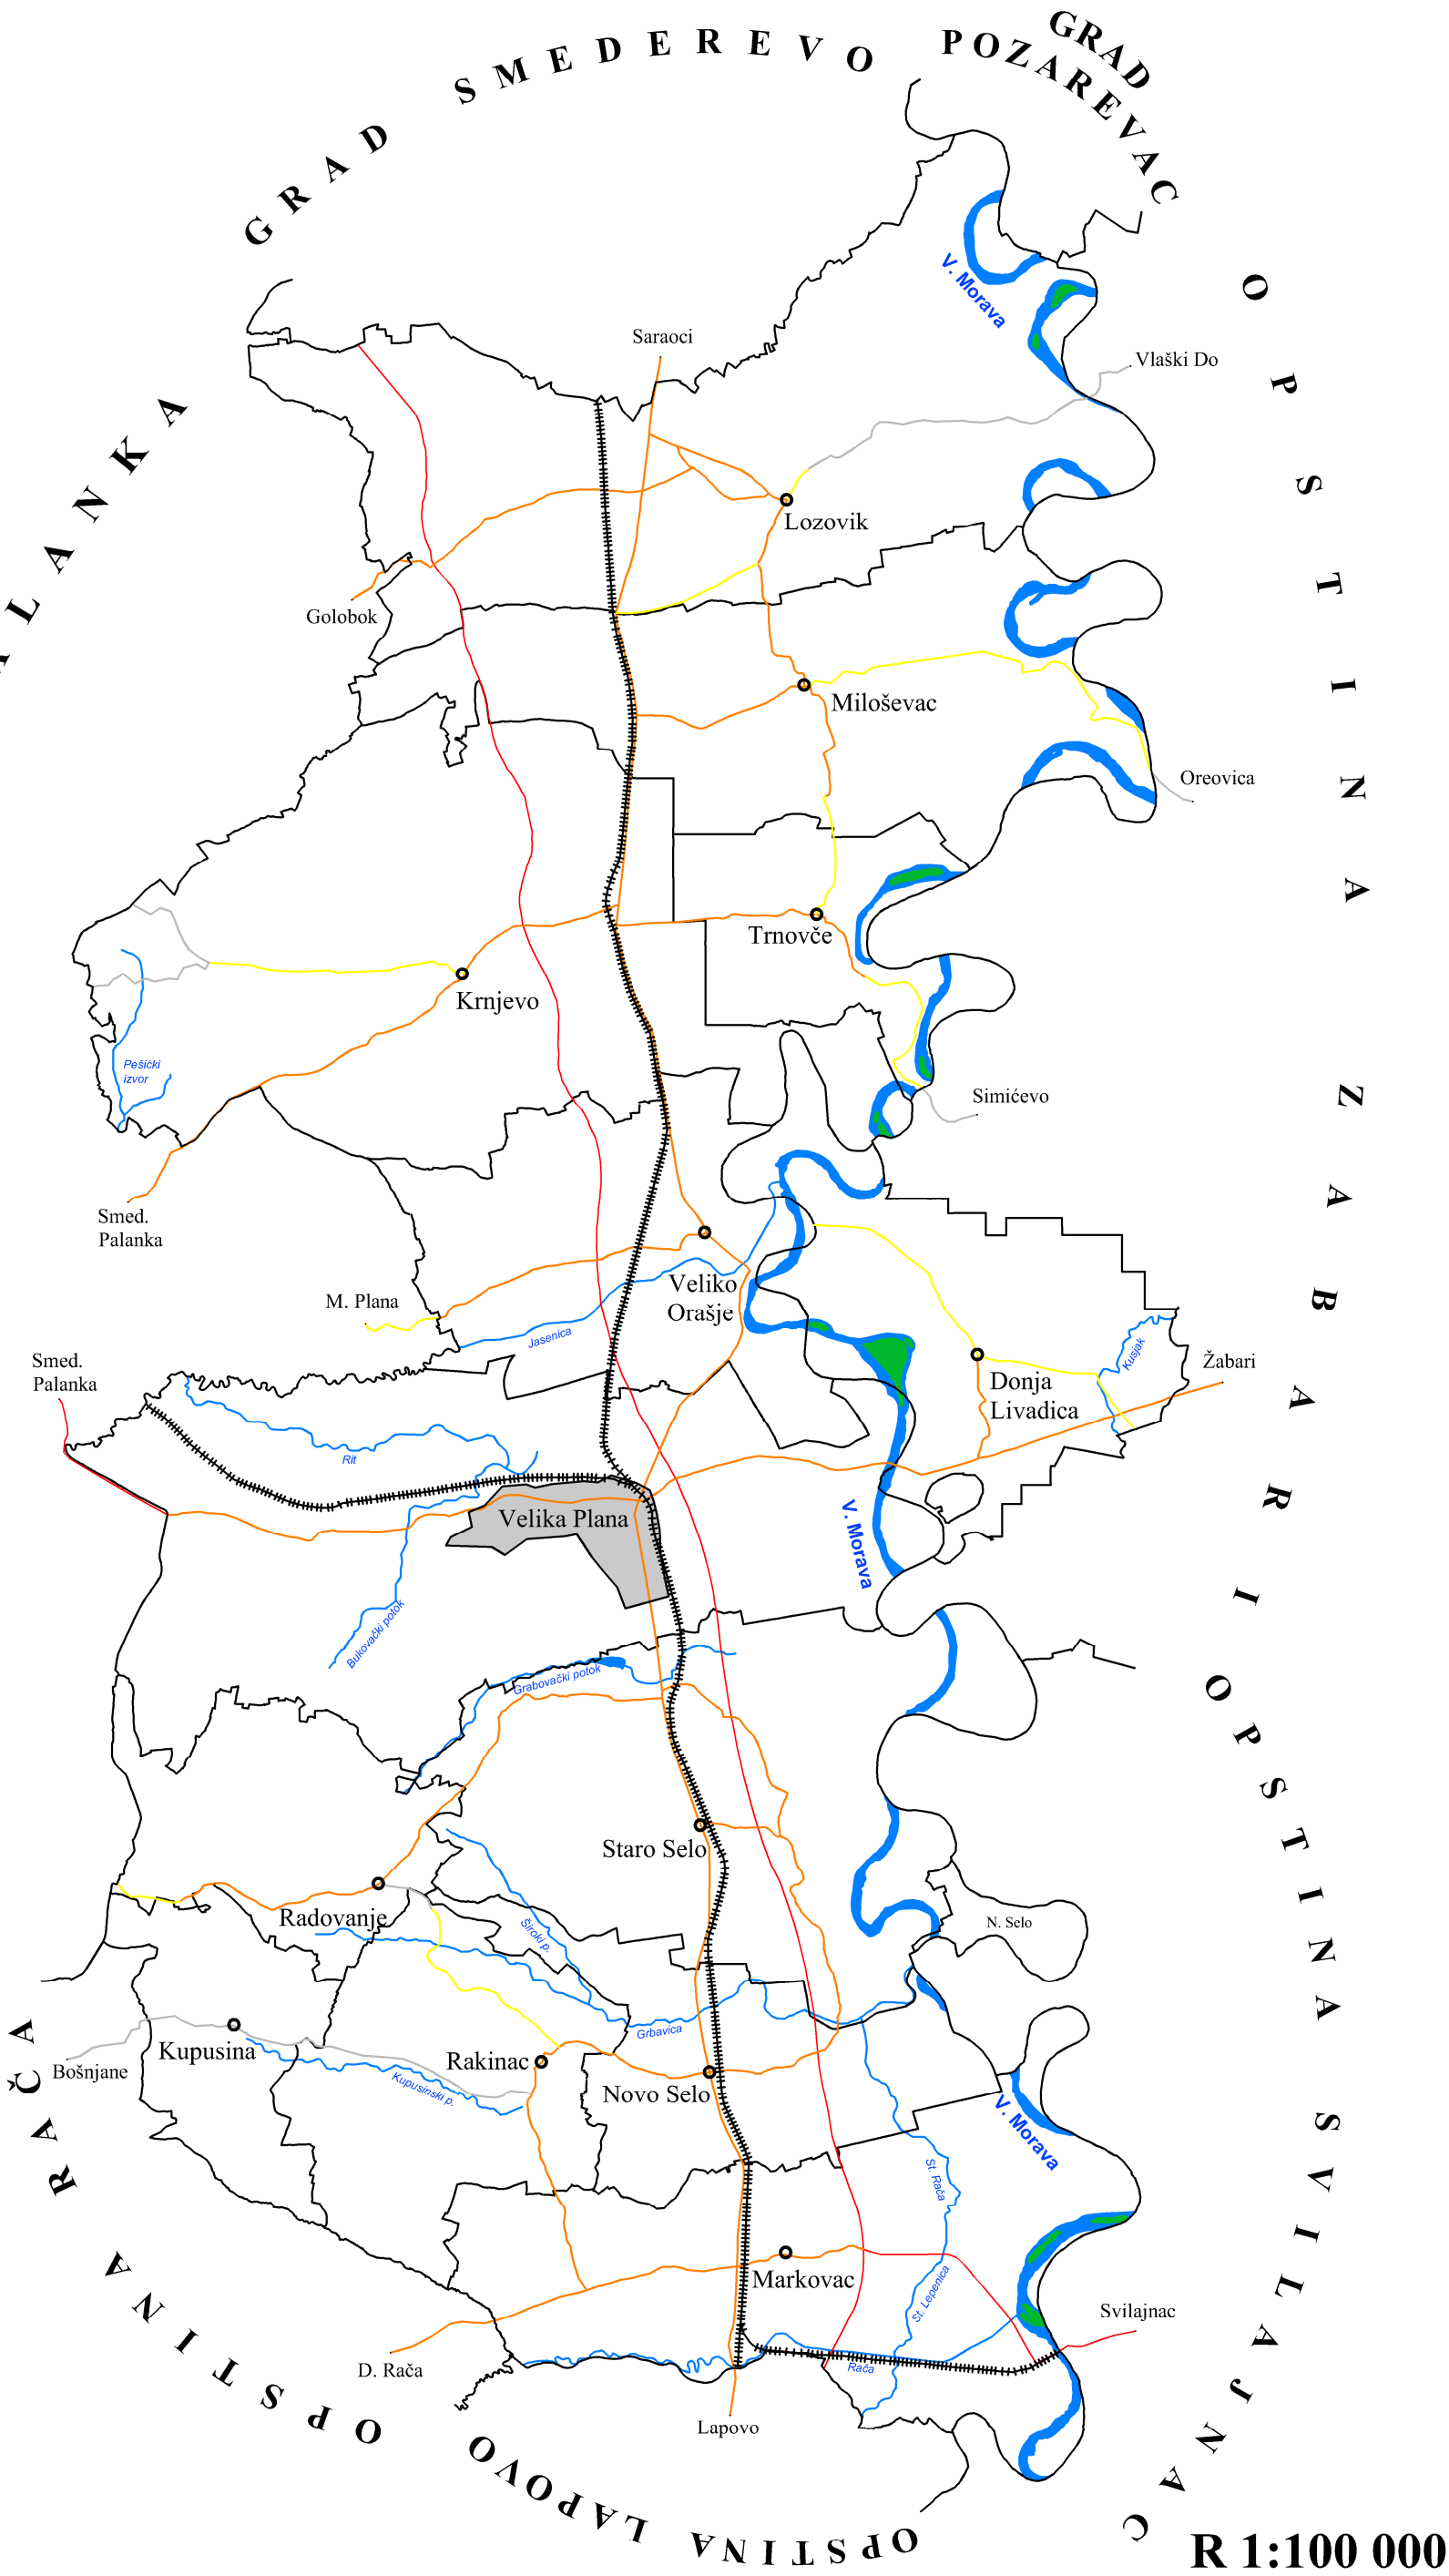 GRAD SMEDEREVO
GRAD
POZAREVAC
LANKA
OPSTINA ZABARI
OPSTINA SVILAJNAC
OPSTINA RAČA
OPSTINA LAPOVO
V. Morava
Saraoci
Vlaški Do
Lozovik
Golobok
Miloševac
Oreovica
Trnovče
Krnjevo
Pešićki
izvor
Simićevo
Smed.
Palanka
Veliko
Orašje
M. Plana
Jasenica
Kusjak
Smed.
Palanka
Žabari
Donja
Livadica
Rit
Velika Plana
V. Morava
Bukovački potok
Grabovački potok
Staro Selo
Radovanje
Široki p.
N. Selo
Grbavica
Kupusina
Bošnjane
Rakinac
Kupusinski p.
Novo Selo
V. Morava
St. Rača
Markovac
St. Lepenica
Svilajnac
D. Rača
Rača
Lapovo
R 1:100 000